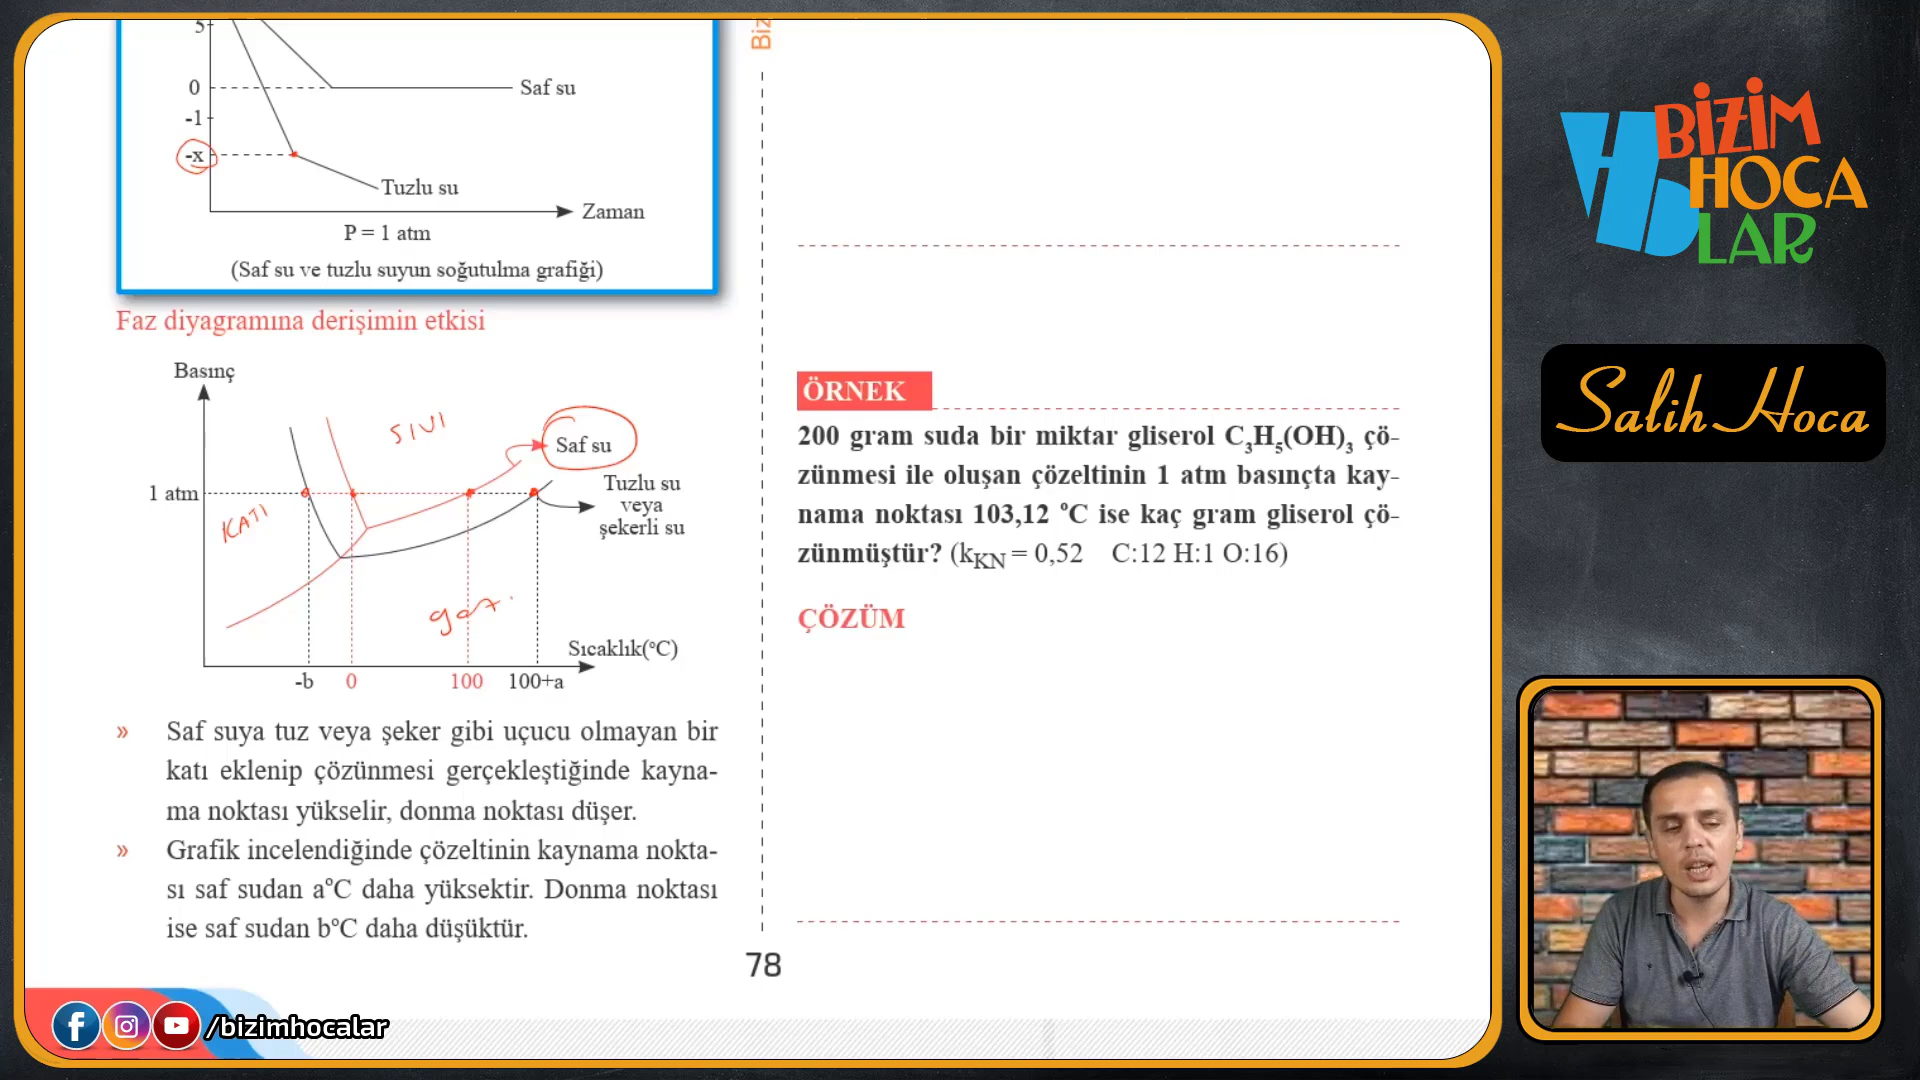 5
0
-1
-x
Saf su
Tuzlu su
Zaman
P = 1 atm
(Saf su ve tuzlu suyun soğutulma grafiği)
Faz diyagramına derişimin etkisi
Basınç
1 atm
KATI
SIVI
gaz
Saf su
Tuzlu su
veya
şekerli su
Sıcaklık(°C)
-b 0 100 100+a
» Saf suya tuz veya şeker gibi uçucu olmayan bir
katı eklenip çözünmesi gerçekleştiğinde kayna-
ma noktası yükselir, donma noktası düşer.
» Grafik incelendiğinde çözeltinin kaynama nokta-
sı saf sudan a°C daha yüksektir. Donma noktası
ise saf sudan b°C daha düşüktür.
Biz
ÖRNEK
200 gram suda bir miktar gliserol C₃H₅(OH)₃ çö-
zünmesi ile oluşan çözeltinin 1 atm basınçta kay-
nama noktası 103,12 °C ise kaç gram gliserol çö-
zünmüştür? (kKN = 0,52 C:12 H:1 O:16)
ÇÖZÜM
78
/bizimhocalar
BİZİM
HOCA
LAR
Salih Hoca